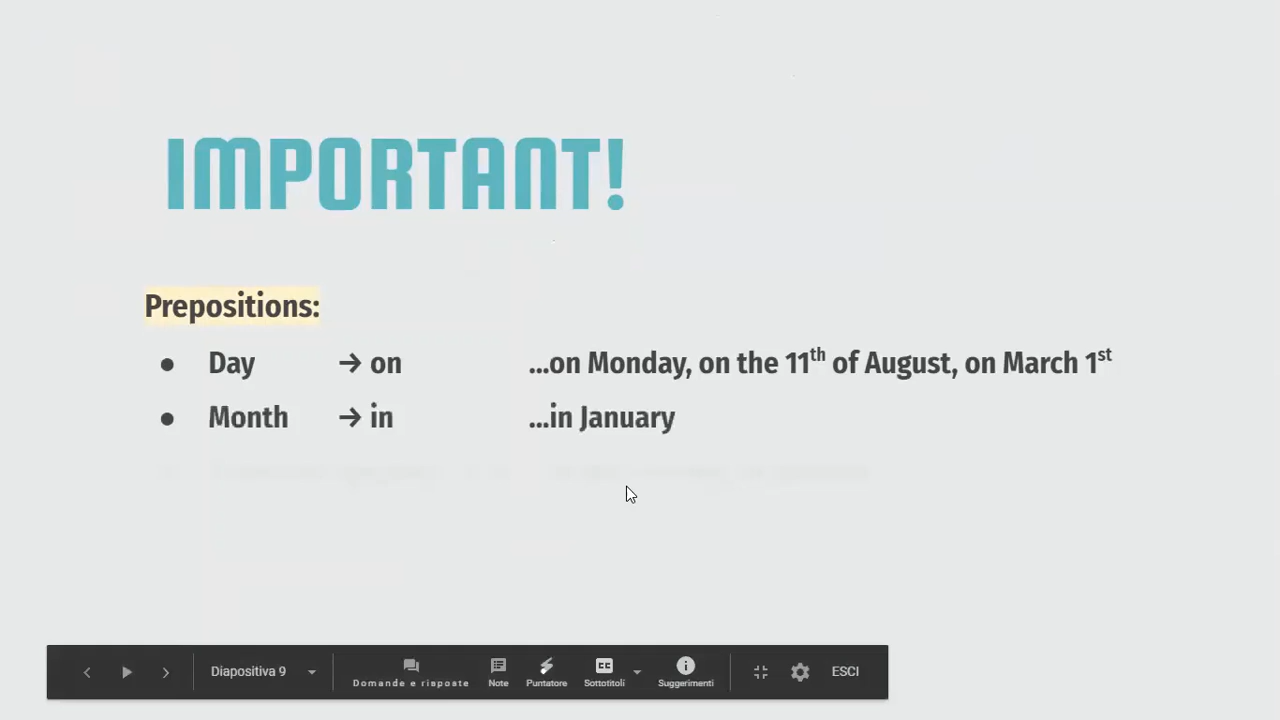 IMPORTANT!
Prepositions:
● Day → on ...on Monday, on the 11th of August, on March 1st
● Month → in ...in January
Diapositiva 9
Domande e risposte
Note
Puntatore
CC
Sottotitoli
Suggerimenti
ESCI